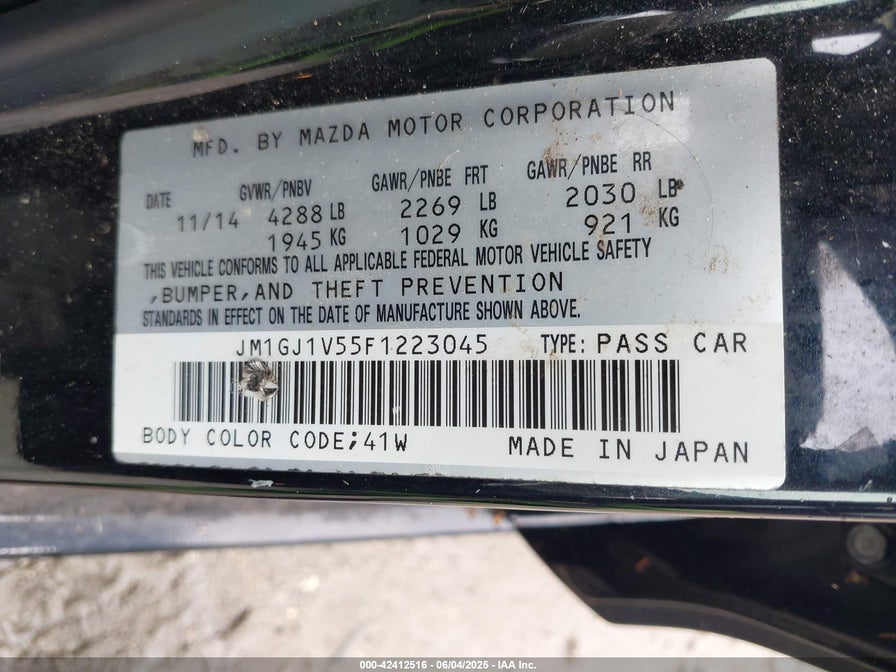 MFD. BY MAZDA MOTOR CORPORATION
DATE GVWR/PNBV GAWR/PNBE FRT GAWR/PNBE RR
11/14 4288 LB 2269 LB 2030 LB
1945 KG 1029 KG 921 KG
THIS VEHICLE CONFORMS TO ALL APPLICABLE FEDERAL MOTOR VEHICLE SAFETY
,BUMPER,AND THEFT PREVENTION
STANDARDS IN EFFECT ON THE DATE OF MANUFACTURE SHOWN ABOVE.
JM1GJ1V55F1223045 TYPE: PASS CAR
BODY COLOR CODE;41W MADE IN JAPAN
000-42412516 - 06/04/2025 - IAA Inc.